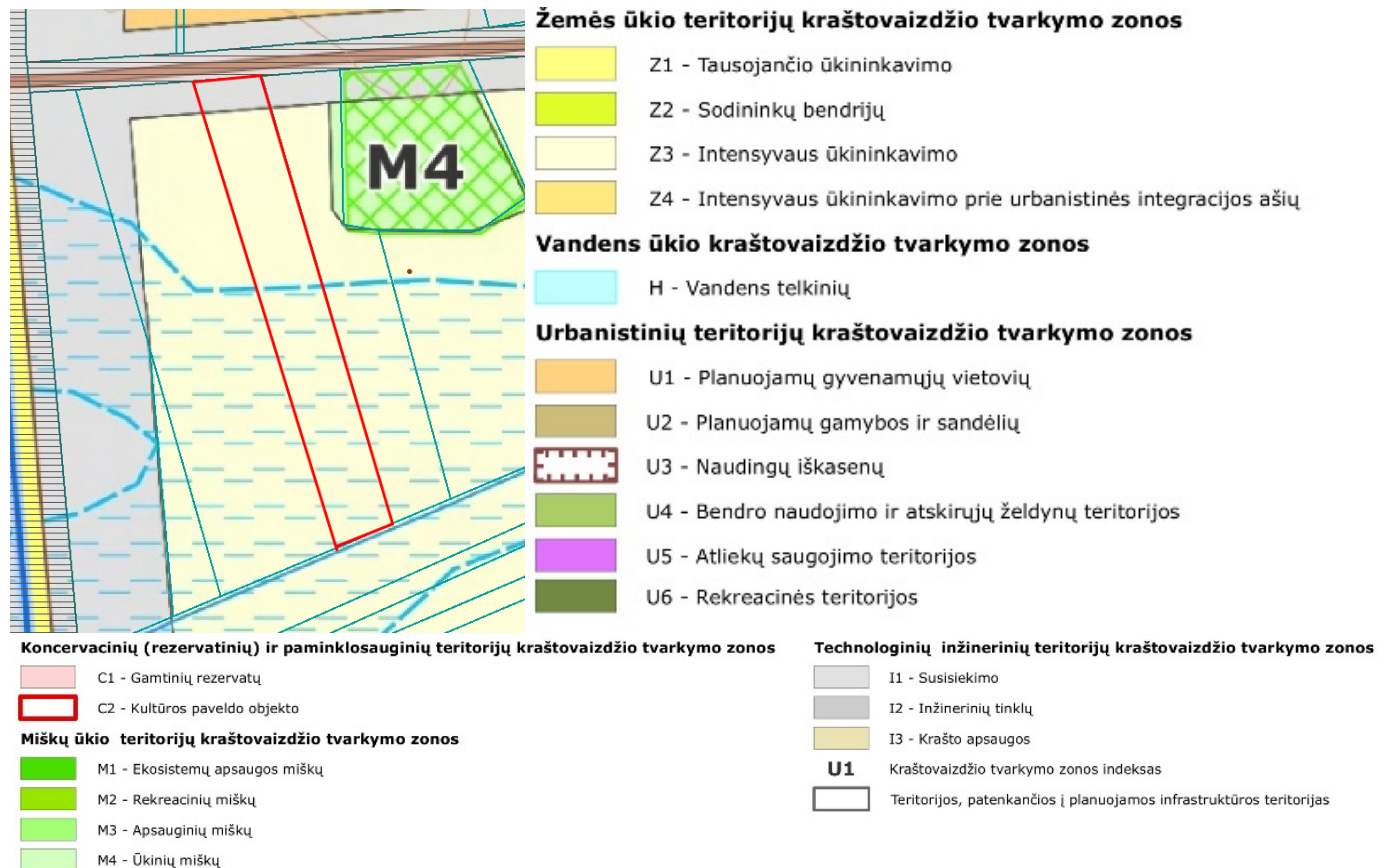 M4
Žemės ūkio teritorijų kraštovaizdžio tvarkymo zonos
Z1 - Tausojančio ūkininkavimo
Z2 - Sodininkų bendrijų
Z3 - Intensyvaus ūkininkavimo
Z4 - Intensyvaus ūkininkavimo prie urbanistinės integracijos ašių
Vandens ūkio kraštovaizdžio tvarkymo zonos
H - Vandens telkinių
Urbanistinių teritorijų kraštovaizdžio tvarkymo zonos
U1 - Planuojamų gyvenamųjų vietovių
U2 - Planuojamų gamybos ir sandėlių
U3 - Naudingų iškasenų
U4 - Bendro naudojimo ir atskirųjų želdynų teritorijos
U5 - Atliekų saugojimo teritorijos
U6 - Rekreacinės teritorijos
Koncervacinių (rezervatinių) ir paminklosauginių teritorijų kraštovaizdžio tvarkymo zonos
C1 - Gamtinių rezervatų
C2 - Kultūros paveldo objekto
Miškų ūkio teritorijų kraštovaizdžio tvarkymo zonos
M1 - Ekosistemų apsaugos miškų
M2 - Rekreacinių miškų
M3 - Apsauginių miškų
M4 - Ūkinių miškų
Technologinių inžinerinių teritorijų kraštovaizdžio tvarkymo zonos
I1 - Susisiekimo
I2 - Inžinerinių tinklų
I3 - Krašto apsaugos
U1 Kraštovaizdžio tvarkymo zonos indeksas
Teritorijos, patenkančios į planuojamos infrastruktūros teritorijas